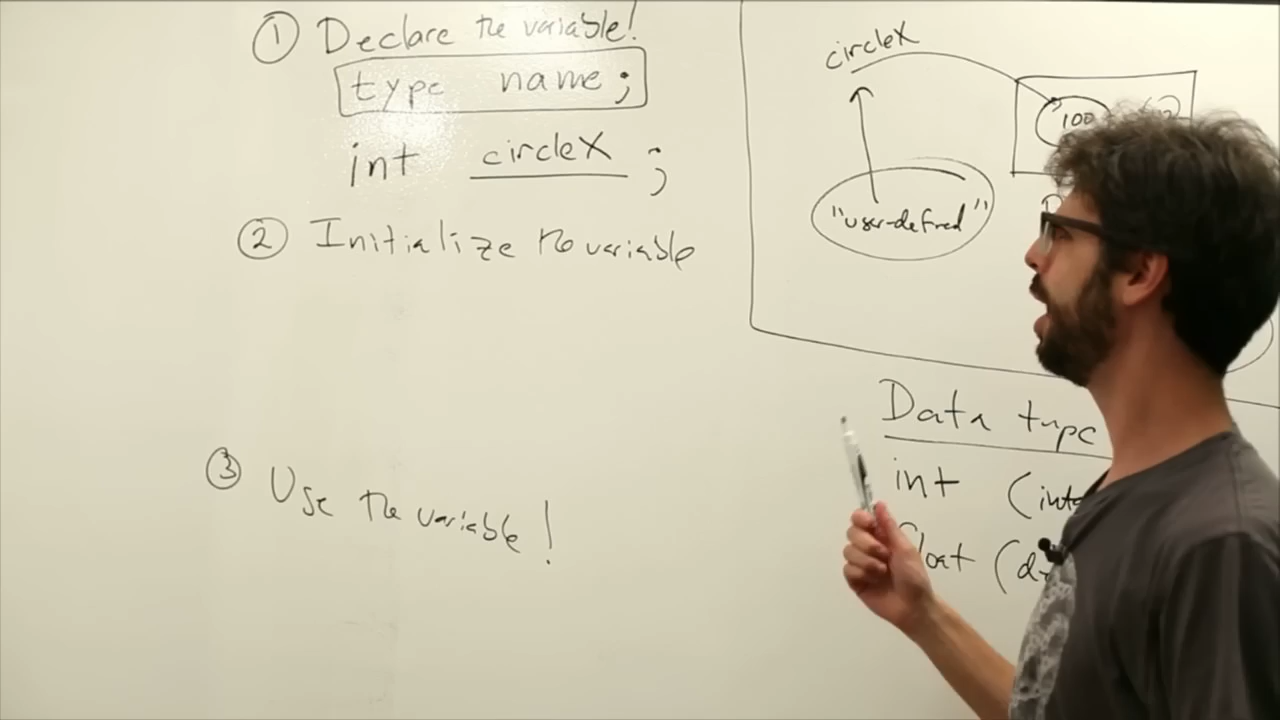 ① Declare the variable!
type name;
int circleX ;
② Initialize the variable
③ Use the variable!
circleX
100
"user-defined"
Data type
int (inte
float (d